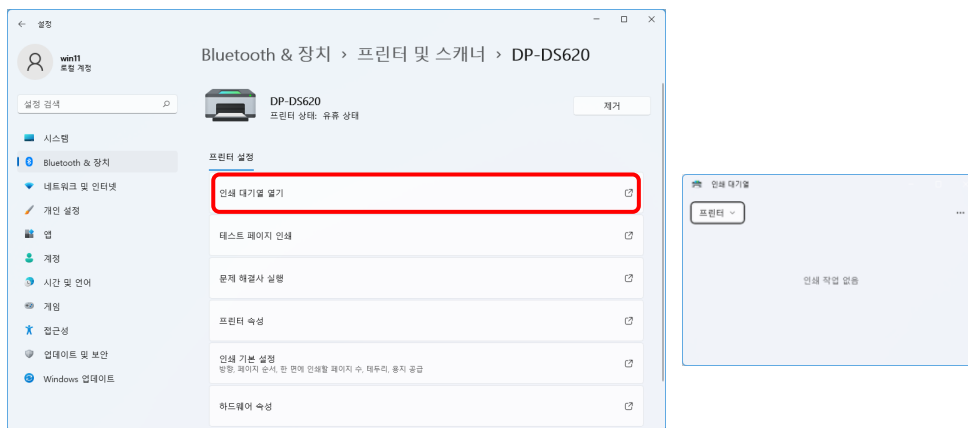 설정
win11
로컬 계정
설정 검색
시스템
Bluetooth & 장치
네트워크 및 인터넷
개인 설정
앱
계정
시간 및 언어
게임
접근성
업데이트 및 보안
Windows 업데이트
Bluetooth & 장치 › 프린터 및 스캐너 › DP-DS620
DP-DS620
프린터 상태: 유휴 상태
제거
프린터 설정
인쇄 대기열 열기
테스트 페이지 인쇄
문제 해결사 실행
프린터 속성
인쇄 기본 설정
방향, 페이지 순서, 한 면에 인쇄할 페이지 수, 테두리, 용지 공급
하드웨어 속성
인쇄 대기열
프린터
인쇄 작업 없음